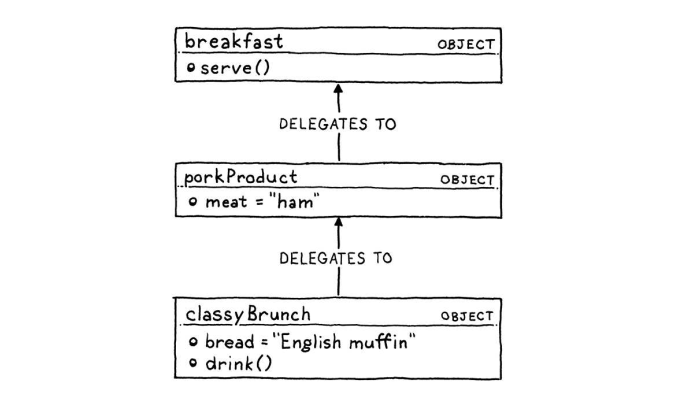 breakfast OBJECT
serve()
DELEGATES TO
porkProduct OBJECT
meat = "ham"
DELEGATES TO
classyBrunch OBJECT
bread = "English muffin"
drink()